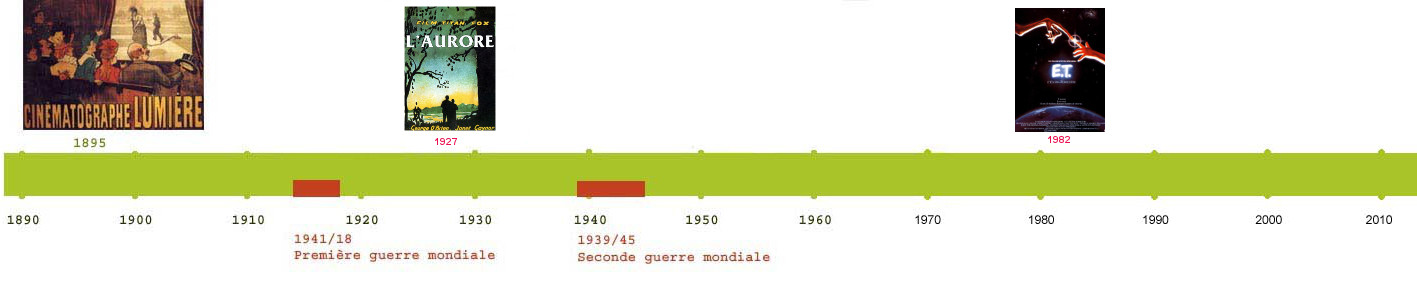 CINÉMATOGRAPHE LUMIÈRE
FILM TITAN FOX
L'AURORE
George O'Brien Janet Gaynor
E.T.
1895
1927
1982
1890 1900 1910 1920 1930 1940 1950 1960 1970 1980 1990 2000 2010
1941/18
Première guerre mondiale
1939/45
Seconde guerre mondiale